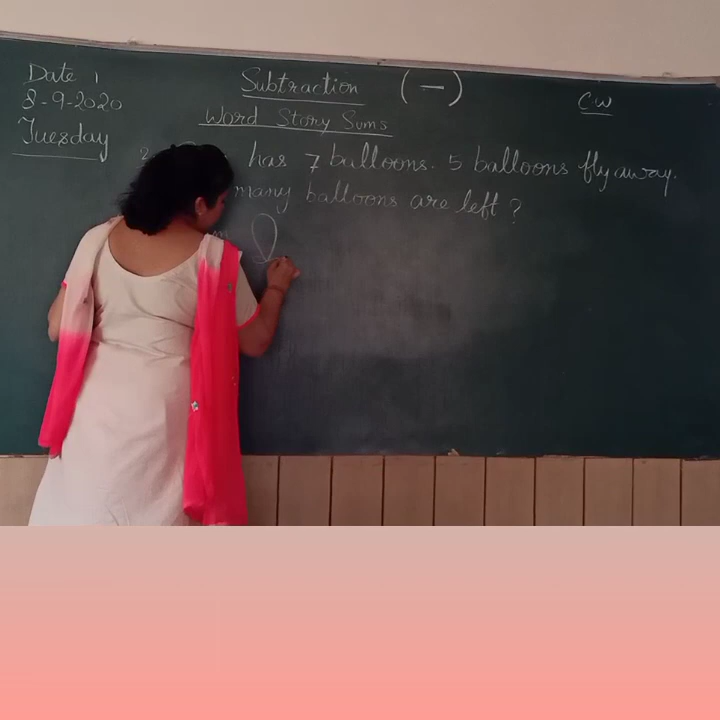 Date
8-9-2020
Tuesday
Subtraction (-)
CW
Word Story Sums
2. has 7 balloons. 5 balloons fly away.
many balloons are left ?